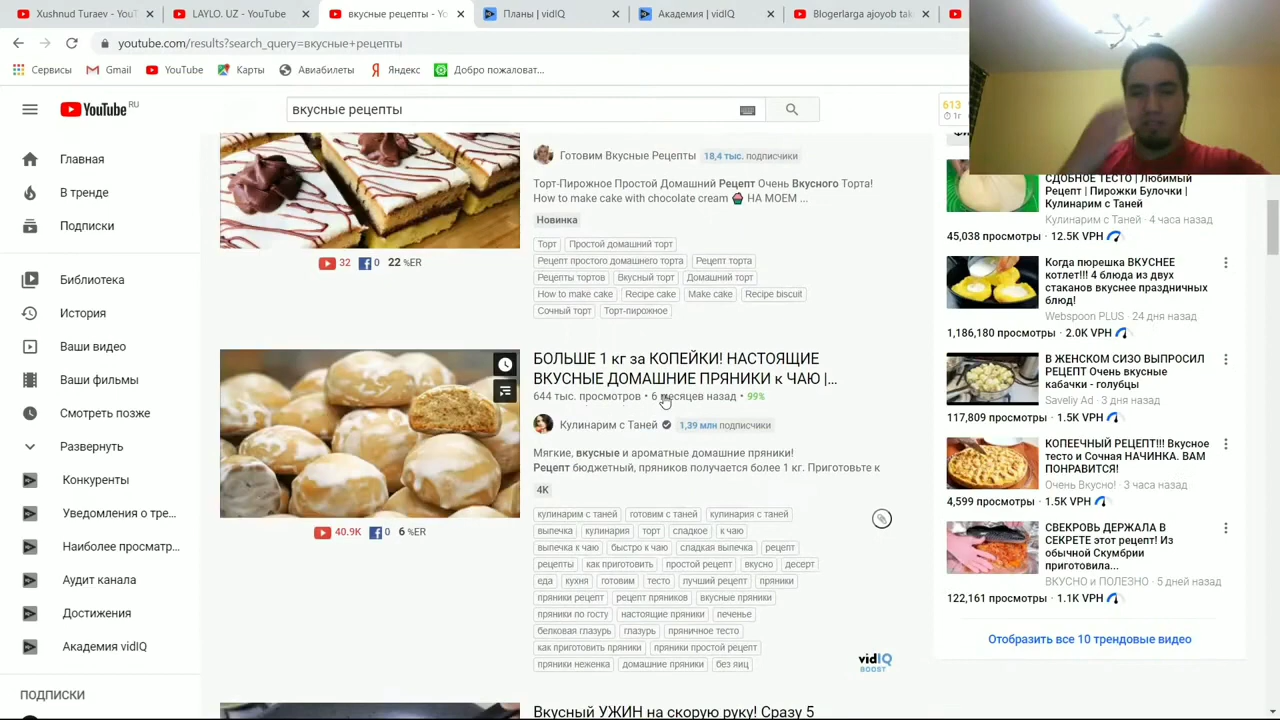 Xushnud Turaev - YouT
LAYLO. UZ - YouTube
вкусные рецепты - Yo
Планы | vidIQ
Академия | vidIQ
Blogerlarga ajoyob tak
youtube.com/results?search_query=вкусные+рецепты
Сервисы
Gmail
YouTube
Карты
Авиабилеты
Яндекс
Добро пожаловат...
YouTube RU
вкусные рецепты
613
1г
Главная
В тренде
Подписки
Библиотека
История
Ваши видео
Ваши фильмы
Смотреть позже
Развернуть
Конкуренты
Уведомления о тре...
Наиболее просматр...
Аудит канала
Достижения
Академия vidIQ
ПОДПИСКИ
Готовим Вкусные Рецепты 18,4 тыс. подписчики
Торт-Пирожное Простой Домашний Рецепт Очень Вкусного Торта!
How to make cake with chocolate cream НА МОЕМ ...
Новинка
32 0 22 %ER
Торт Простой домашний торт
Рецепт простого домашнего торта Рецепт торта
Рецепты тортов Вкусный торт Домашний торт
How to make cake Recipe cake Make cake Recipe biscuit
Сочный торт Торт-пирожное
БОЛЬШЕ 1 кг за КОПЕЙКИ! НАСТОЯЩИЕ
ВКУСНЫЕ ДОМАШНИЕ ПРЯНИКИ к ЧАЮ |...
644 тыс. просмотров • 6 месяцев назад • 99%
Кулинарим с Таней 1,39 млн подписчики
Мягкие, вкусные и ароматные домашние пряники!
Рецепт бюджетный, пряников получается более 1 кг. Приготовьте к
4K
40.9K 0 6 %ER
кулинарим с таней готовим с таней кулинария с таней
выпечка кулинария торт сладкое к чаю
выпечка к чаю быстро к чаю сладкая выпечка рецепт
рецепты как приготовить простой рецепт вкусно десерт
еда кухня готовим тесто лучший рецепт пряники
пряники рецепт рецепт пряников вкусные пряники
пряники по госту настоящие пряники печенье
белковая глазурь глазурь пряничное тесто
как приготовить пряники пряники простой рецепт
пряники неженка домашние пряники без яиц
vidIQ
BOOST
Вкусный УЖИН на скорую руку! Сразу 5
СДОБНОЕ ТЕСТО | Любимый
Рецепт | Пирожки Булочки |
Кулинарим с Таней
Кулинарим с Таней · 4 часа назад
45,038 просмотры · 12.5K VPH
Когда пюрешка ВКУСНЕЕ
котлет!!! 4 блюда из двух
стаканов вкуснее праздничных
блюд!
Webspoon PLUS · 24 дня назад
1,186,180 просмотры · 2.0K VPH
В ЖЕНСКОМ СИЗО ВЫПРОСИЛ
РЕЦЕПТ Очень вкусные
кабачки - голубцы
Saveliy Ad · 3 дня назад
117,809 просмотры · 1.5K VPH
КОПЕЕЧНЫЙ РЕЦЕПТ!!! Вкусное
тесто и Сочная НАЧИНКА. ВАМ
ПОНРАВИТСЯ!
Очень Вкусно! · 3 часа назад
4,599 просмотры · 1.5K VPH
СВЕКРОВЬ ДЕРЖАЛА В
СЕКРЕТЕ этот рецепт! Из
обычной Скумбрии
приготовила...
ВКУСНО и ПОЛЕЗНО · 5 дней назад
122,161 просмотры · 1.1K VPH
Отобразить все 10 трендовые видео